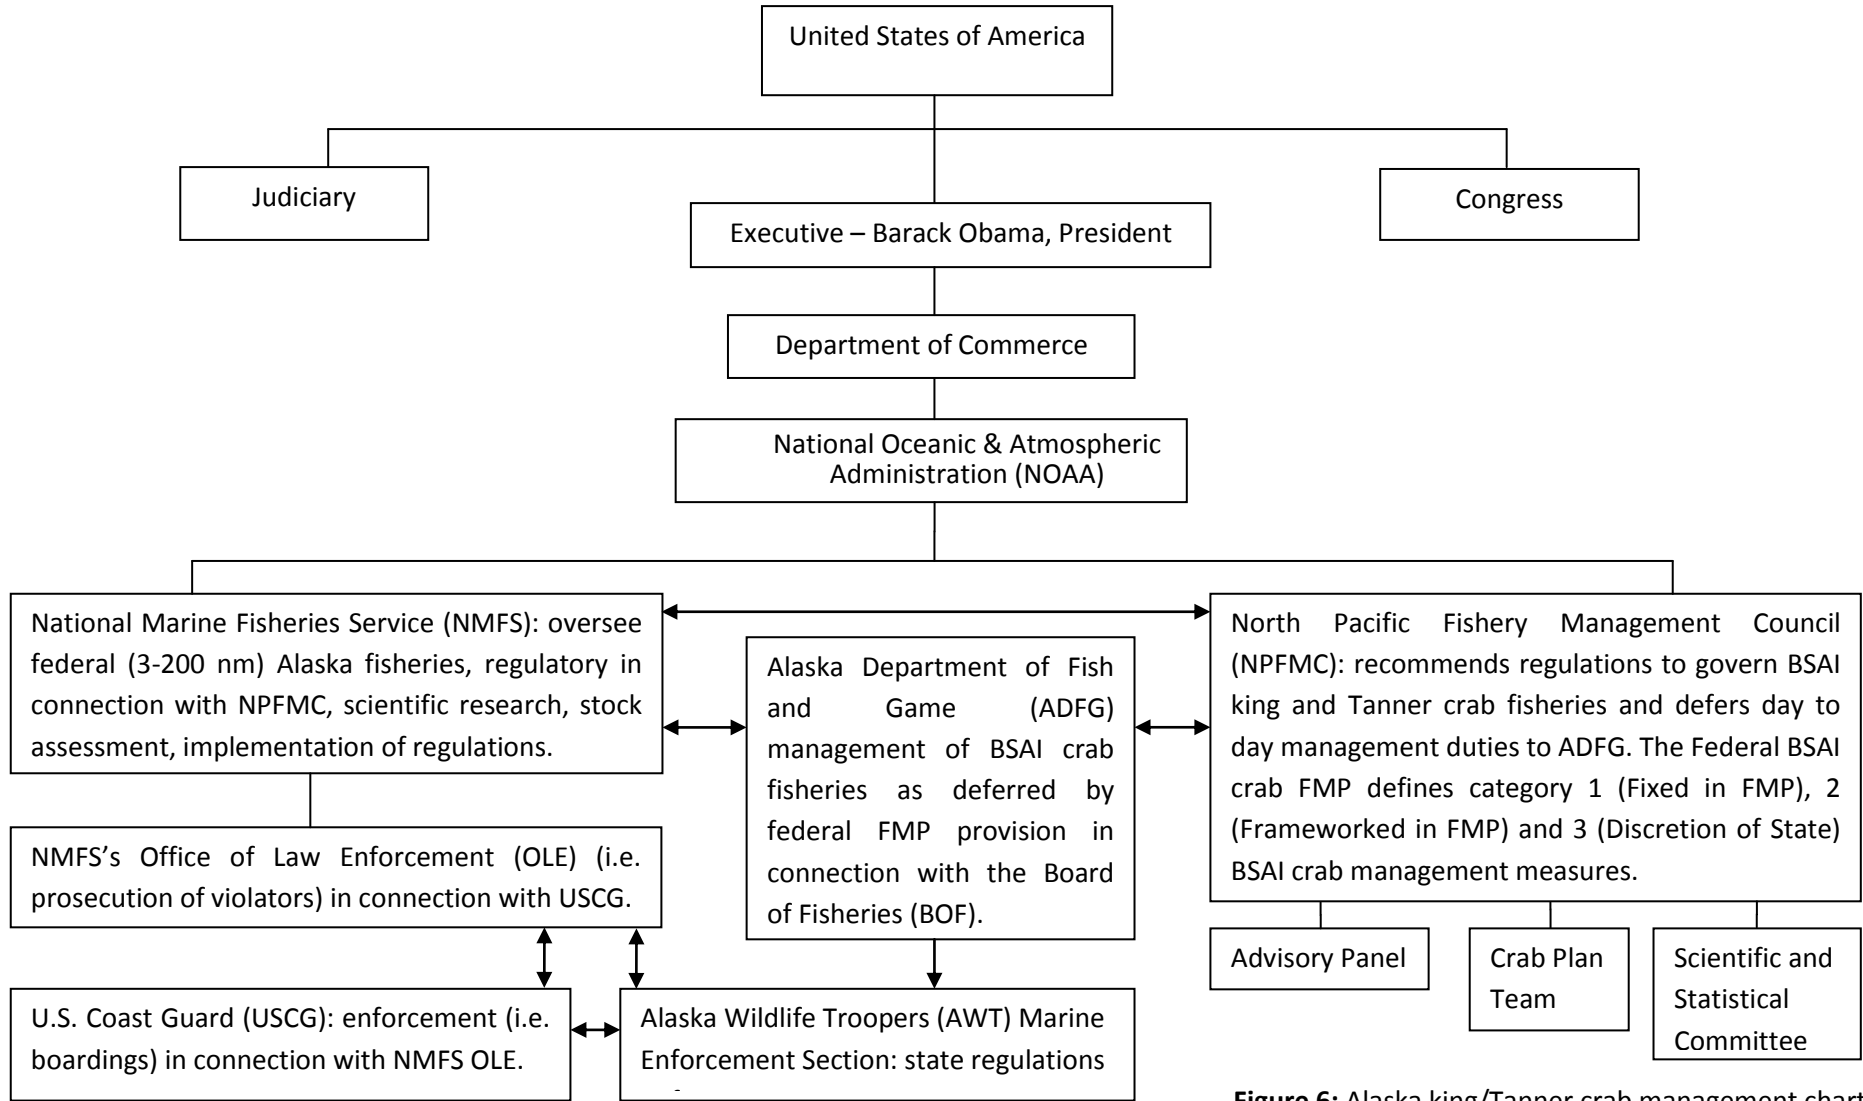 United States of America
Judiciary
Congress
Executive – Barack Obama, President
Department of Commerce
National Oceanic & Atmospheric
Administration (NOAA)
National Marine Fisheries Service (NMFS): oversee
federal (3-200 nm) Alaska fisheries, regulatory in
connection with NPFMC, scientific research, stock
assessment, implementation of regulations.
Alaska Department of Fish
and Game (ADFG)
management of BSAI crab
fisheries as deferred by
federal FMP provision in
connection with the Board
of Fisheries (BOF).
North Pacific Fishery Management Council
(NPFMC): recommends regulations to govern BSAI
king and Tanner crab fisheries and defers day to
day management duties to ADFG. The Federal BSAI
crab FMP defines category 1 (Fixed in FMP), 2
(Frameworked in FMP) and 3 (Discretion of State)
BSAI crab management measures.
NMFS’s Office of Law Enforcement (OLE) (i.e.
prosecution of violators) in connection with USCG.
Advisory Panel
Crab Plan
Team
Scientific and
Statistical
Committee
U.S. Coast Guard (USCG): enforcement (i.e.
boardings) in connection with NMFS OLE.
Alaska Wildlife Troopers (AWT) Marine
Enforcement Section: state regulations
Figure 6: Alaska king/Tanner crab management chart